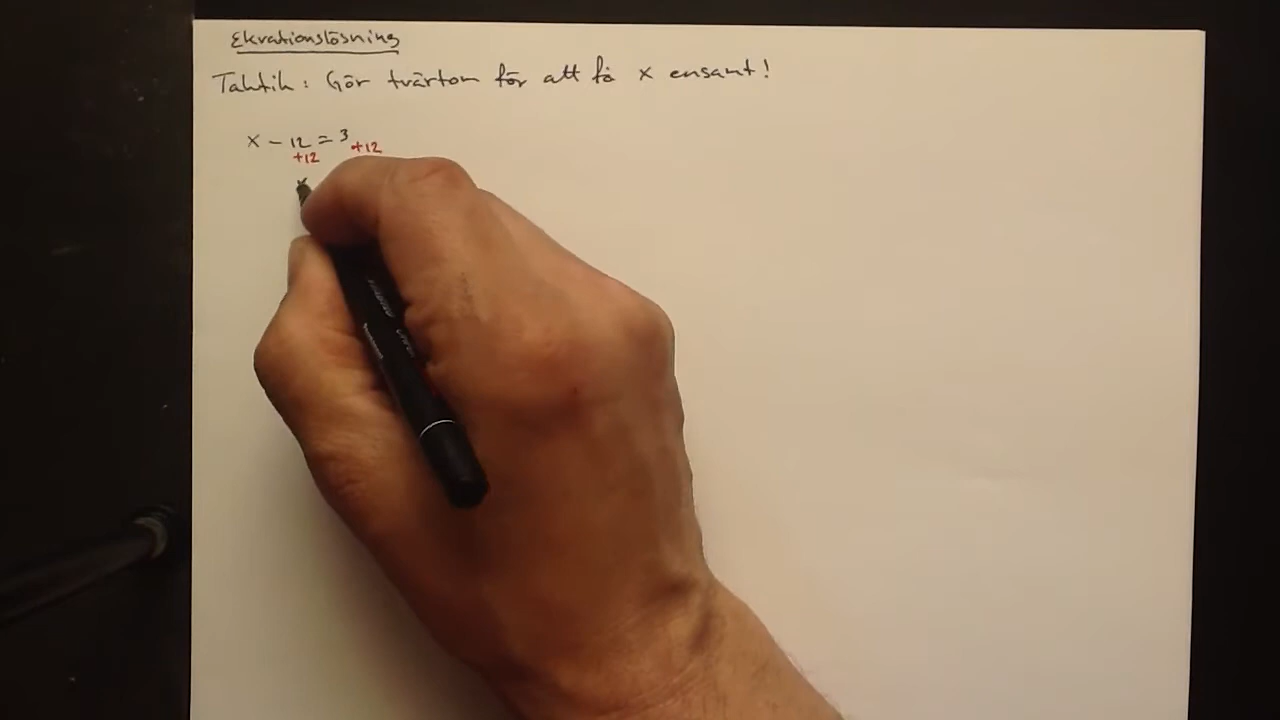 Ekvationslösning
Taktik: Gör tvärtom för att få x ensamt!
x - 12 = 3
+12 +12
x